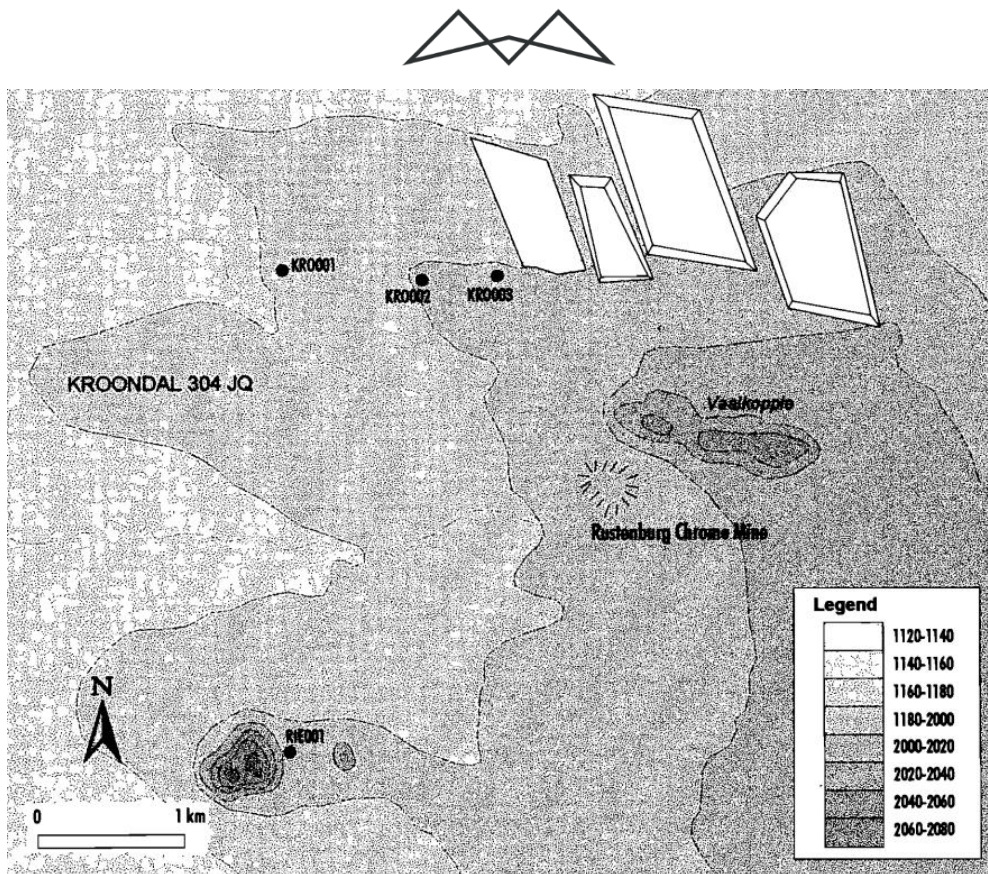 KRO001
KRO002
KRO003
KROONDAL 304 JQ
Vaalkoppie
Rustenburg Chrome Mine
Legend
1120-1140
1140-1160
1160-1180
1180-2000
2000-2020
2020-2040
2040-2060
2060-2080
N
RIE001
0
1 km